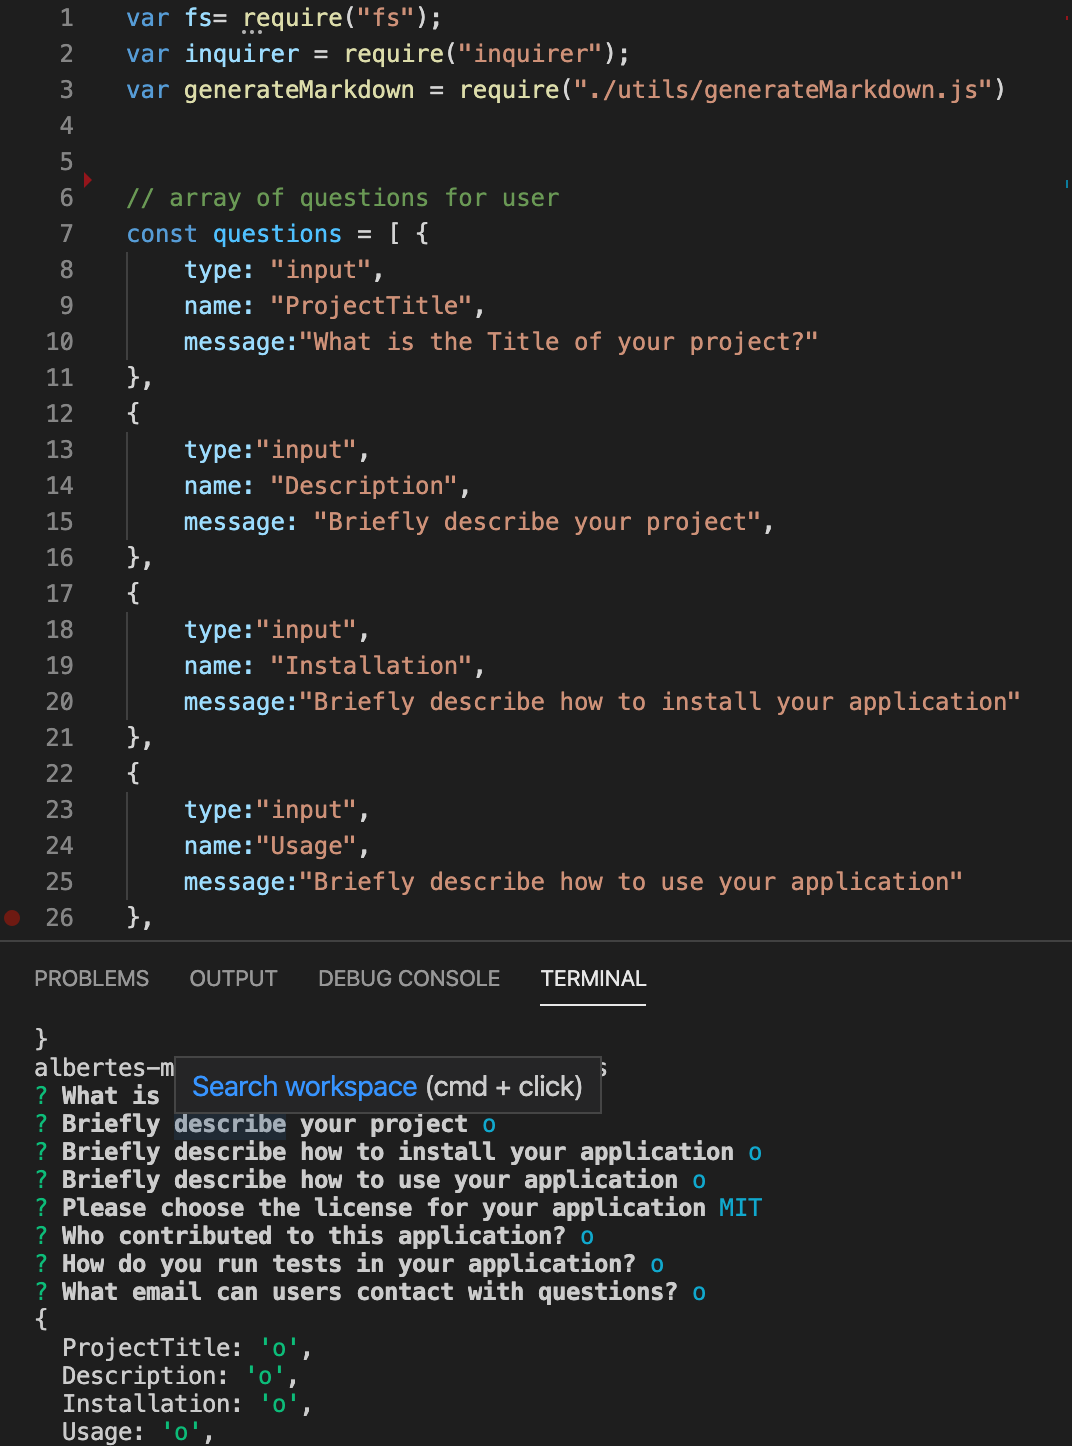 1 var fs= require("fs");
2 var inquirer = require("inquirer");
3 var generateMarkdown = require("./utils/generateMarkdown.js")
4
5
6 // array of questions for user
7 const questions = [ {
8 type: "input",
9 name: "ProjectTitle",
10 message:"What is the Title of your project?"
11 },
12 {
13 type:"input",
14 name: "Description",
15 message: "Briefly describe your project",
16 },
17 {
18 type:"input",
19 name: "Installation",
20 message:"Briefly describe how to install your application"
21 },
22 {
23 type:"input",
24 name:"Usage",
25 message:"Briefly describe how to use your application"
26 },
PROBLEMS OUTPUT DEBUG CONSOLE TERMINAL
}
albertes-m
Search workspace (cmd + click)
? What is
? Briefly describe your project o
? Briefly describe how to install your application o
? Briefly describe how to use your application o
? Please choose the license for your application MIT
? Who contributed to this application? o
? How do you run tests in your application? o
? What email can users contact with questions? o
{
ProjectTitle: 'o',
Description: 'o',
Installation: 'o',
Usage: 'o',